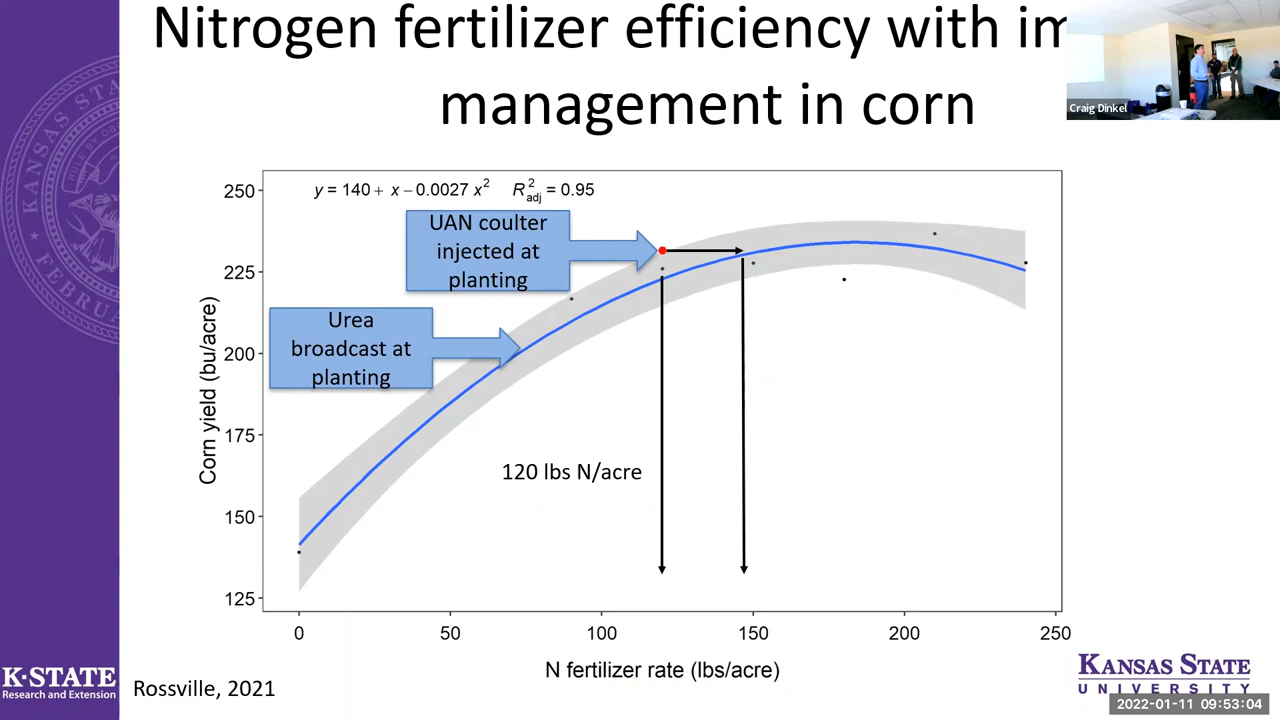 Nitrogen fertilizer efficiency with im
management in corn
Craig Dinkel
y = 140 + x − 0.0027 x² R²adj = 0.95
250
225
200
175
150
125
Corn yield (bu/acre)
UAN coulter
injected at
planting
Urea
broadcast at
planting
120 lbs N/acre
0 50 100 150 200 250
N fertilizer rate (lbs/acre)
K-STATE
Research and Extension
Rossville, 2021
KANSAS STATE
UNIVERSITY
2022-01-11 09:53:04
KANSAS STA
FEBRUAR